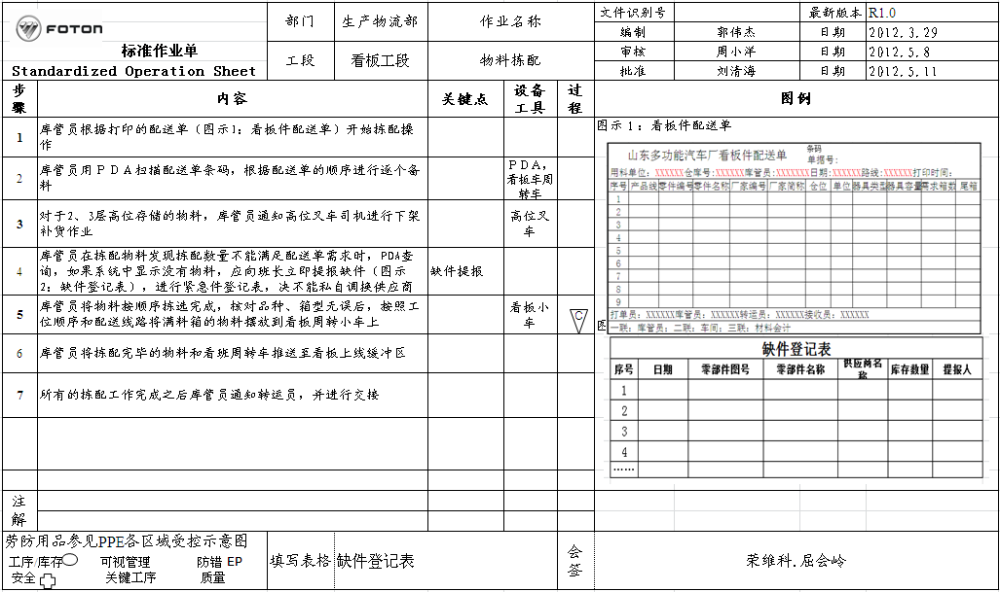 FOTON
标准作业单
Standardized Operation Sheet
部门 生产物流部 作业名称
工段 看板工段 物料拣配
文件识别号 最新版本 R1.0
编制 郭伟杰 日期 2012.3.29
审核 周小洋 日期 2012.5.8
批准 刘清海 日期 2012.5.11
步骤 内容 关键点 设备工具 过程 图例
1 库管员根据打印的配送单（图示1：看板件配送单）开始拣配操
作
2 库管员用ＰＤＡ扫描配送单条码，根据配送单的顺序进行逐个备
料
ＰＤＡ，
看板车周
转车
3 对于2、3层高位存储的物料，库管员通知高位叉车司机进行下架
补货作业
高位叉
车
4 库管员在拣配物料发现拣配数量不能满足配送单需求时，PDA查
询，如果系统中显示没有物料，应向班长立即提报缺件（图示
2：缺件登记表），进行紧急件登记表，决不能私自调换供应商
缺件提报
5 库管员将物料按顺序拣选完成，核对品种、箱型无误后，按照工
位顺序和配送线路将满料箱的物料摆放到看板周转小车上
看板小
车
C
6 库管员将拣配完毕的物料和看班周转车推送至看板上线缓冲区
7 所有的拣配工作完成之后库管员通知转运员，并进行交接
图示1：看板件配送单
山东多功能汽车厂看板件配送单
条码
单据号：
用料单位：XXXXXX仓库号：XXXXXX库管员：XXXXXXX日期：XXXXXX路线：XXXXXX打印时间：
序号 产品线 零件编号 零件名称 厂家编号 厂家简称 仓位 单位 器具类型 器具容量 需求箱数 尾箱
1
2
3
4
5
6
7
8
9
打单员：XXXXXX库管员：XXXXXX转运员：XXXXXX接收员：XXXXXX
一联：库管员；二联：车间；三联：材料会计
图
缺件登记表
序号 日期 零部件图号 零部件名称 供应商名称 库存数量 提报人
1
2
3
4
……
注解
劳防用品参见PPE各区域受控示意图
工序/库存 可视管理 防错 EP
安全 关键工序 质量
填写表格 缺件登记表
会签
荣维科.屈会岭